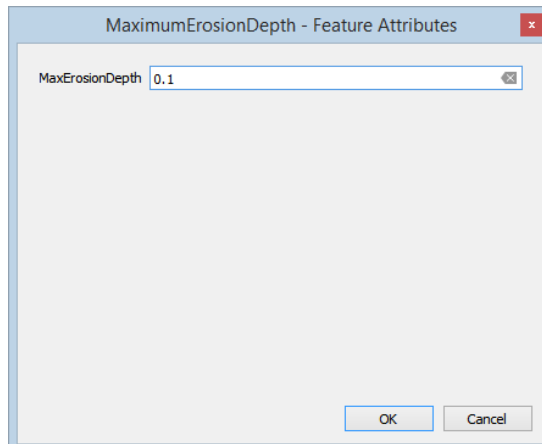 MaximumErosionDepth - Feature Attributes
x
MaxErosionDepth 0.1
OK Cancel